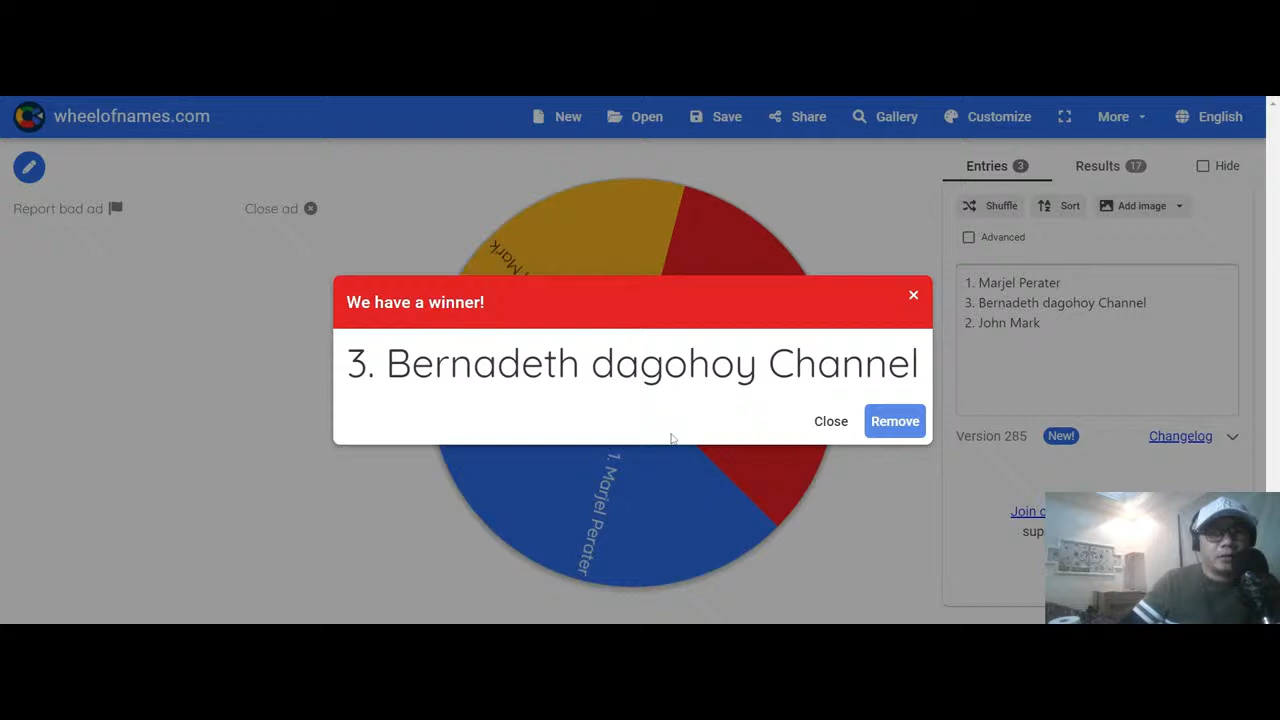 wheelofnames.com
New
Open
Save
Share
Gallery
Customize
More
English
Report bad ad
Close ad
Entries 3
Results 17
Hide
Shuffle
Sort
Add image
Advanced
1. Marjel Perater
3. Bernadeth dagohoy Channel
2. John Mark
Mark
We have a winner!
3. Bernadeth dagohoy Channel
Close
Remove
1. Marjel Perater
Version 285
New!
Changelog
Join